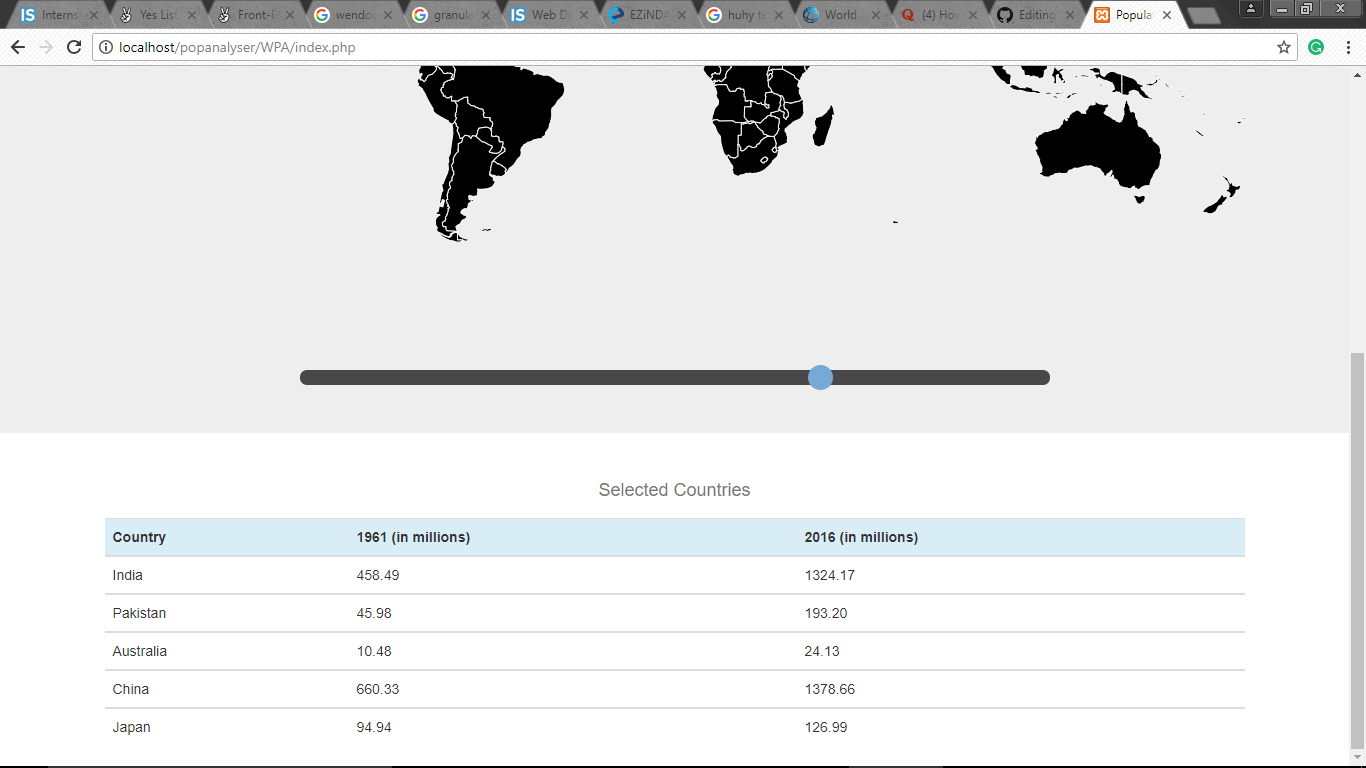 Interns
Yes List
Front-E
wendo
granula
Web D
EZiNDA
huhy t
World
(4) How
Editing
Popula
localhost/popanalyser/WPA/index.php
Selected Countries
Country 1961 (in millions) 2016 (in millions)
India 458.49 1324.17
Pakistan 45.98 193.20
Australia 10.48 24.13
China 660.33 1378.66
Japan 94.94 126.99